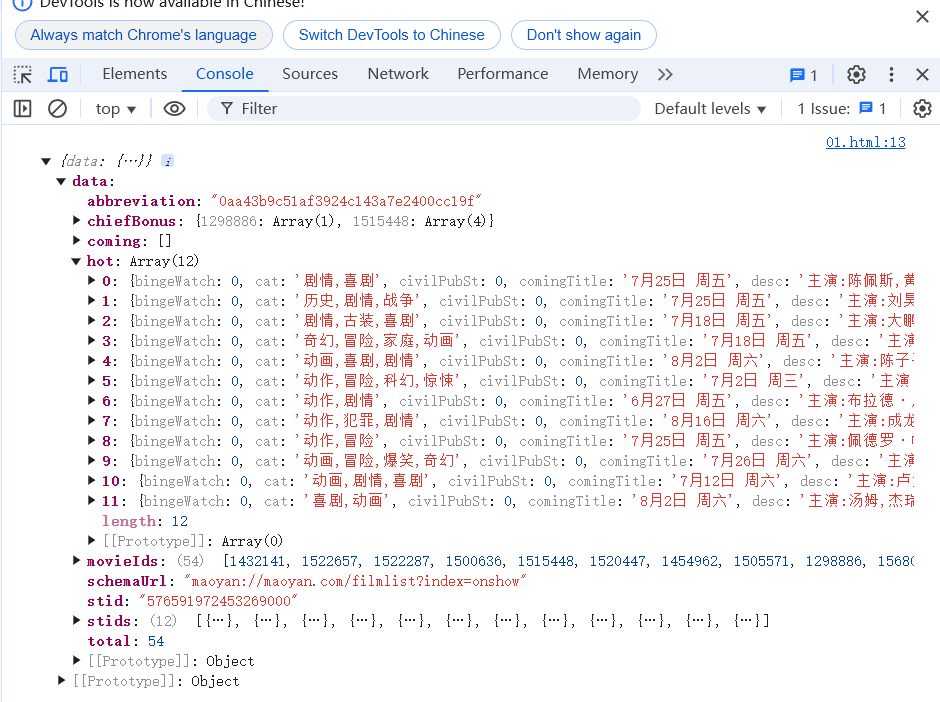 DevTools is now available in Chinese!
Always match Chrome's language Switch DevTools to Chinese Don't show again
Elements Console Sources Network Performance Memory 1
top Filter Default levels 1 Issue: 1
01.html:13
{data: {…}} i
data:
abbreviation: "0aa43b9c51af3924c143a7e2400cc19f"
chiefBonus: {1298886: Array(1), 1515448: Array(4)}
coming: []
hot: Array(12)
0: {bingeWatch: 0, cat: '剧情,喜剧', civilPubSt: 0, comingTitle: '7月25日 周五', desc: '主演:陈佩斯,黄
1: {bingeWatch: 0, cat: '历史,剧情,战争', civilPubSt: 0, comingTitle: '7月25日 周五', desc: '主演:刘昊
2: {bingeWatch: 0, cat: '剧情,古装,喜剧', civilPubSt: 0, comingTitle: '7月18日 周五', desc: '主演:大鹏
3: {bingeWatch: 0, cat: '奇幻,冒险,家庭,动画', civilPubSt: 0, comingTitle: '7月18日 周五', desc: '主演
4: {bingeWatch: 0, cat: '动画,喜剧,剧情', civilPubSt: 0, comingTitle: '8月2日 周六', desc: '主演:陈子
5: {bingeWatch: 0, cat: '动作,冒险,科幻,惊悚', civilPubSt: 0, comingTitle: '7月2日 周三', desc: '主演
6: {bingeWatch: 0, cat: '动作,剧情', civilPubSt: 0, comingTitle: '6月27日 周五', desc: '主演:布拉德·
7: {bingeWatch: 0, cat: '动作,犯罪,剧情', civilPubSt: 0, comingTitle: '8月16日 周六', desc: '主演:成龙
8: {bingeWatch: 0, cat: '动作,冒险', civilPubSt: 0, comingTitle: '7月25日 周五', desc: '主演:佩德罗·
9: {bingeWatch: 0, cat: '动画,冒险,爆笑,奇幻', civilPubSt: 0, comingTitle: '7月26日 周六', desc: '主演
10: {bingeWatch: 0, cat: '动画,剧情,喜剧', civilPubSt: 0, comingTitle: '7月12日 周六', desc: '主演:卢
11: {bingeWatch: 0, cat: '喜剧,动画', civilPubSt: 0, comingTitle: '8月2日 周六', desc: '主演:汤姆,杰瑞
length: 12
[[Prototype]]: Array(0)
movieIds: (54) [1432141, 1522657, 1522287, 1500636, 1515448, 1520447, 1454962, 1505571, 1298886, 1568
schemaUrl: "maoyan://maoyan.com/filmlist?index=onshow"
stid: "576591972453269000"
stids: (12) [{…}, {…}, {…}, {…}, {…}, {…}, {…}, {…}, {…}, {…}, {…}, {…}]
total: 54
[[Prototype]]: Object
[[Prototype]]: Object